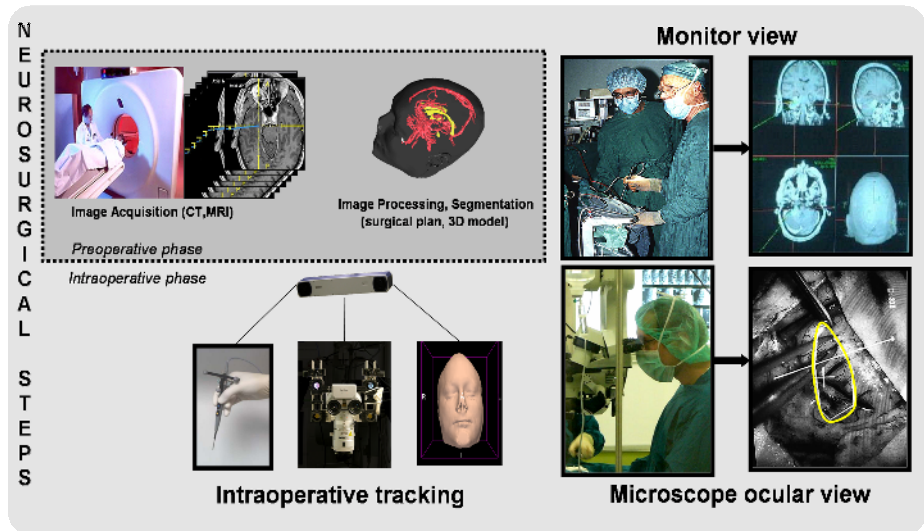 NEUROSURGICAL STEPS
Monitor view
Image Acquisition (CT,MRI)
Image Processing, Segmentation
(surgical plan, 3D model)
Preoperative phase
Intraoperative phase
Intraoperative tracking
Microscope ocular view